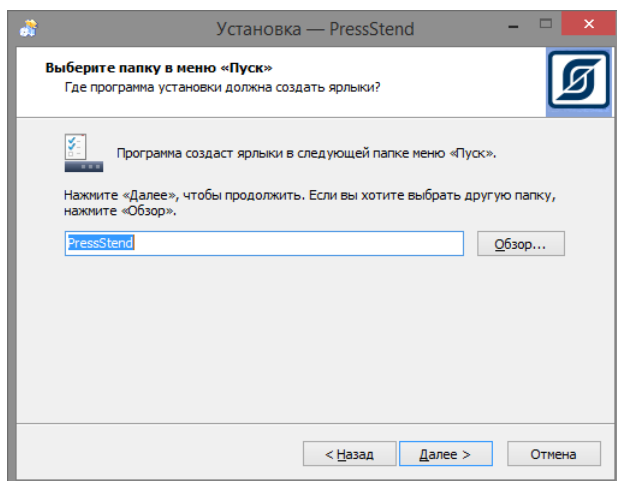 Установка — PressStend
Выберите папку в меню «Пуск»
Где программа установки должна создать ярлыки?
Программа создаст ярлыки в следующей папке меню «Пуск».
Нажмите «Далее», чтобы продолжить. Если вы хотите выбрать другую папку,
нажмите «Обзор».
PressStend
Обзор...
< Назад
Далее >
Отмена